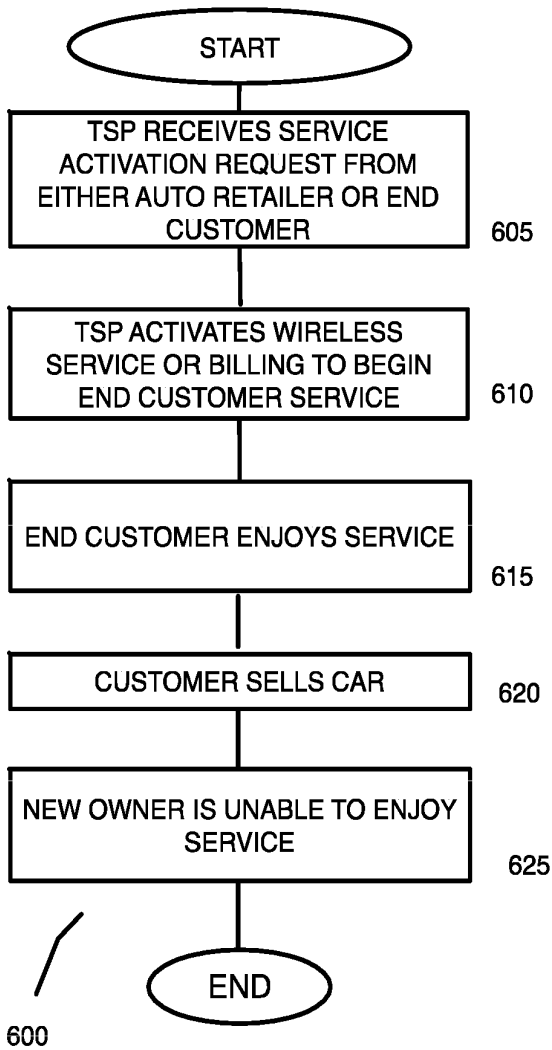 START
TSP RECEIVES SERVICE
ACTIVATION REQUEST FROM
EITHER AUTO RETAILER OR END
CUSTOMER
605
TSP ACTIVATES WIRELESS
SERVICE OR BILLING TO BEGIN
END CUSTOMER SERVICE
610
END CUSTOMER ENJOYS SERVICE
615
CUSTOMER SELLS CAR
620
NEW OWNER IS UNABLE TO ENJOY
SERVICE
625
END
600